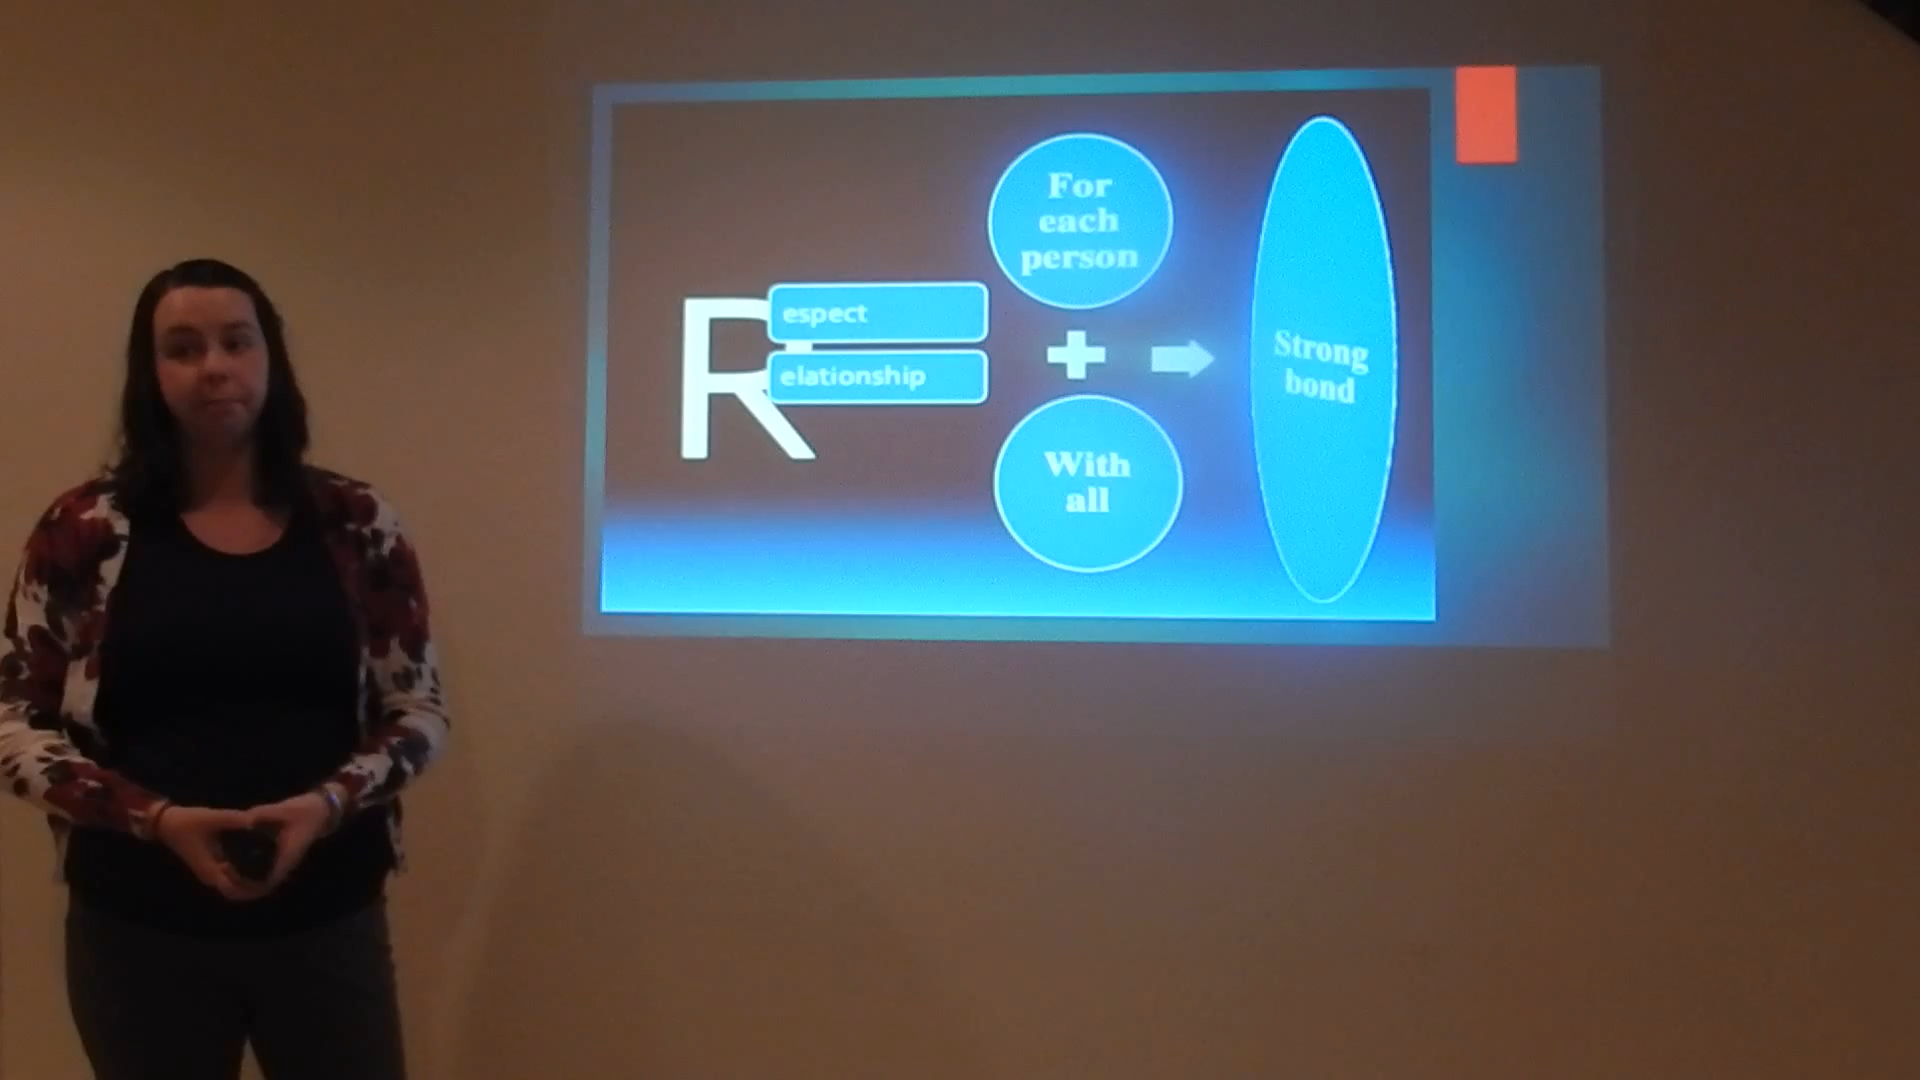 R
espect
elationship
For
each
person
+
With
all
Strong
bond